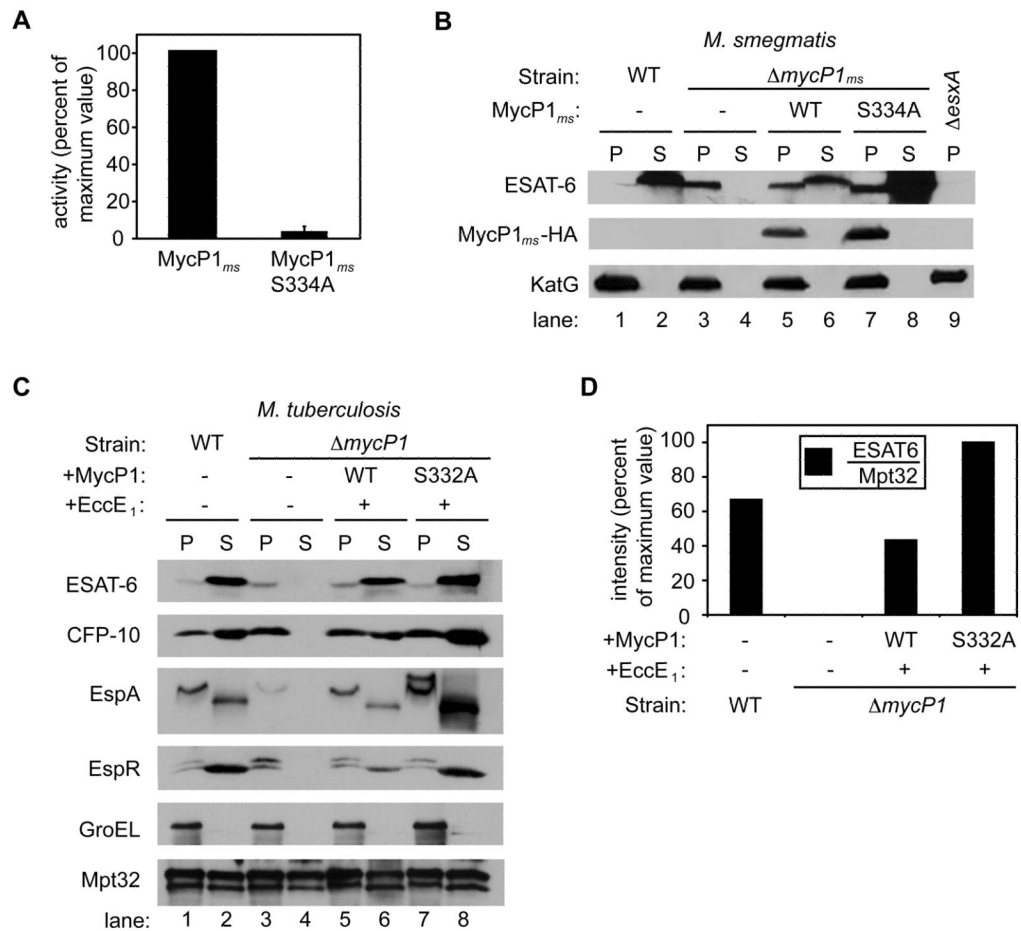 A
activity (percent of
maximum value)
100
80
60
40
20
0
MycP1ms
MycP1ms
S334A
B
M. smegmatis
Strain: WT ΔmycP1ms ΔesxA
MycP1ms: - - WT S334A
P S P S P S P S P
ESAT-6
MycP1ms-HA
KatG
lane: 1 2 3 4 5 6 7 8 9
C
M. tuberculosis
Strain: WT ΔmycP1
+MycP1: - - WT S332A
+EccE1: - - + +
P S P S P S P S
ESAT-6
CFP-10
EspA
EspR
GroEL
Mpt32
lane: 1 2 3 4 5 6 7 8
D
intensity (percent
of maximum value)
100
80
60
40
20
0
ESAT6
Mpt32
+MycP1: - - WT S332A
+EccE1: - - + +
Strain: WT ΔmycP1